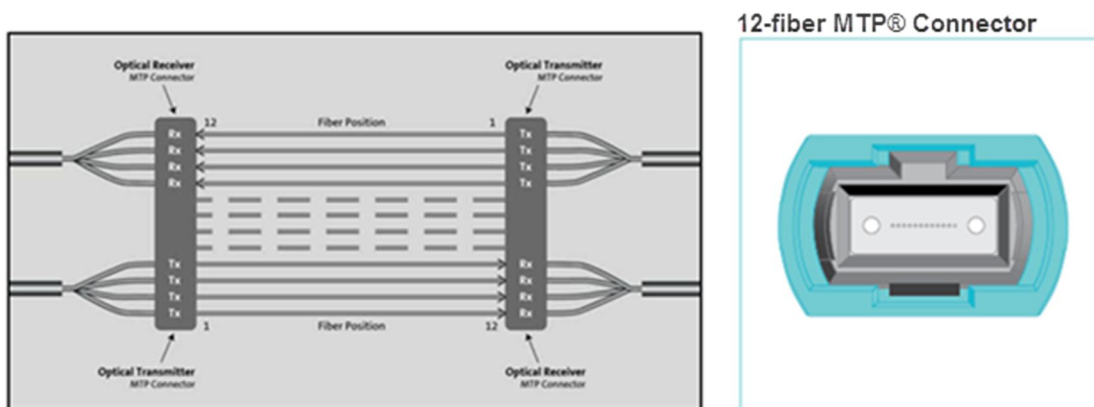 12-fiber MTP® Connector
Optical Receiver
MTP Connector
Optical Transmitter
MTP Connector
12 Fiber Position 1
Rx Tx
Rx Tx
Rx Tx
Rx Tx
Tx Rx
Tx Rx
Tx Rx
Tx Rx
1 Fiber Position 12
Optical Transmitter
MTP Connector
Optical Receiver
MTP Connector